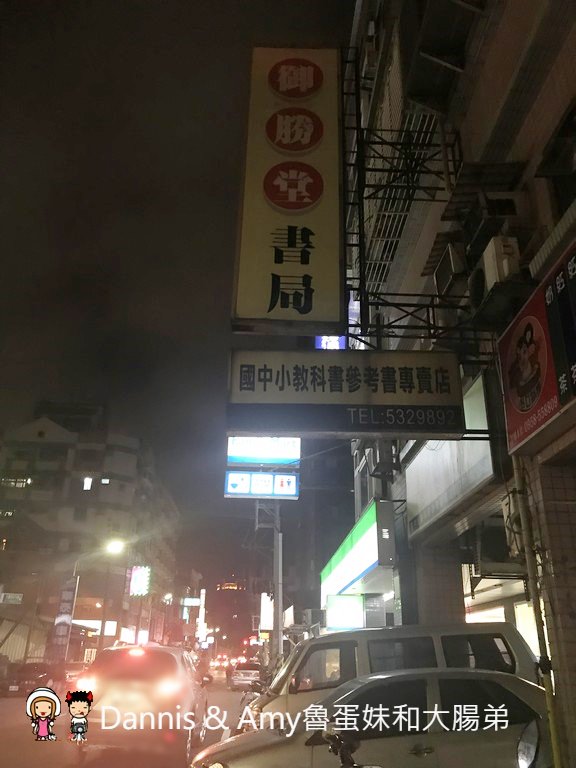 御勝堂書局
國中小教科書參考書專賣店
TEL:5329892
Dannis & Amy魯蛋妹和大腸弟